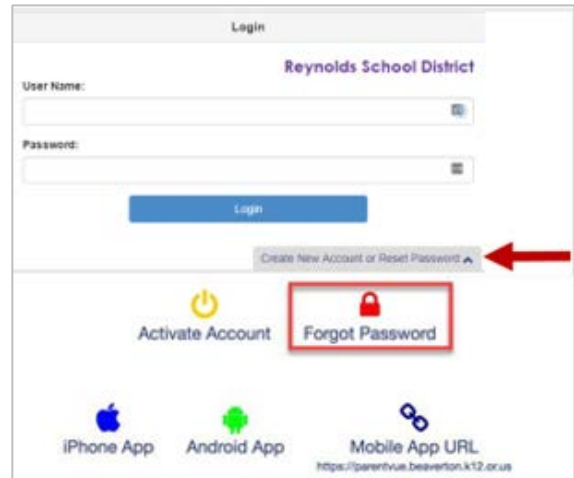 Login
Reynolds School District
User Name:
Password:
Login
Create New Account or Reset Password
Activate Account
Forgot Password
iPhone App
Android App
Mobile App URL
https://parentvue.beaverton.k12.or.us